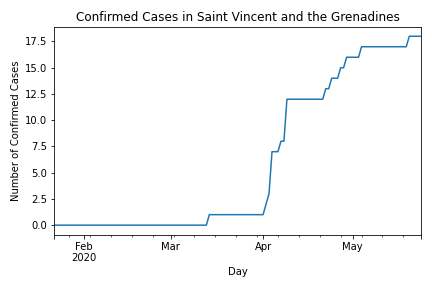 Confirmed Cases in Saint Vincent and the Grenadines
17.5
15.0
12.5
10.0
7.5
5.0
2.5
0.0
Number of Confirmed Cases
Feb
2020
Mar
Apr
May
Day